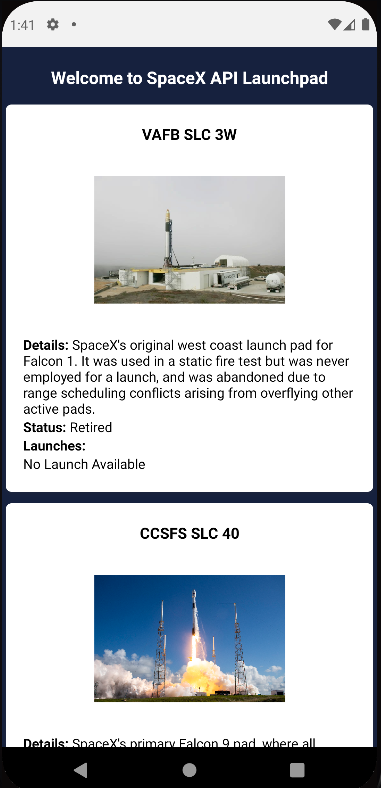 1:41
Welcome to SpaceX API Launchpad
VAFB SLC 3W
Details: SpaceX's original west coast launch pad for
Falcon 1. It was used in a static fire test but was never
employed for a launch, and was abandoned due to
range scheduling conflicts arising from overflying other
active pads.
Status: Retired
Launches:
No Launch Available
CCSFS SLC 40
Details: SpaceX's primary Falcon 9 pad, where all